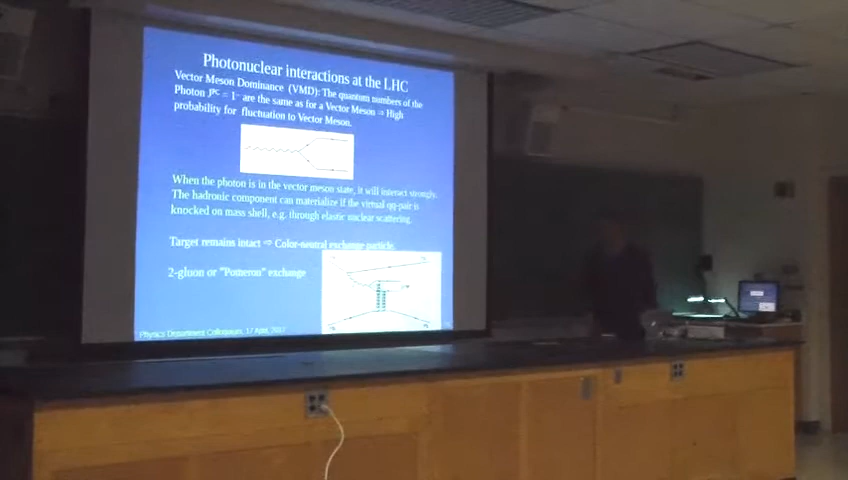 Photonuclear interactions at the LHC
Vector Meson Dominance (VMD): The quantum numbers of the
Photon Jᴾᶜ = 1⁻⁻ are the same as for a Vector Meson ⇒ High
probability for fluctuation to Vector Meson.
When the photon is in the vector meson state, it will interact strongly.
The hadronic component can materialize if the virtual qq-pair is
knocked on mass shell, e.g. through elastic nuclear scattering.
Target remains intact ⇒ Color-neutral exchange particle.
2-gluon or "Pomeron" exchange
Physics Department Colloquium, 17 2017